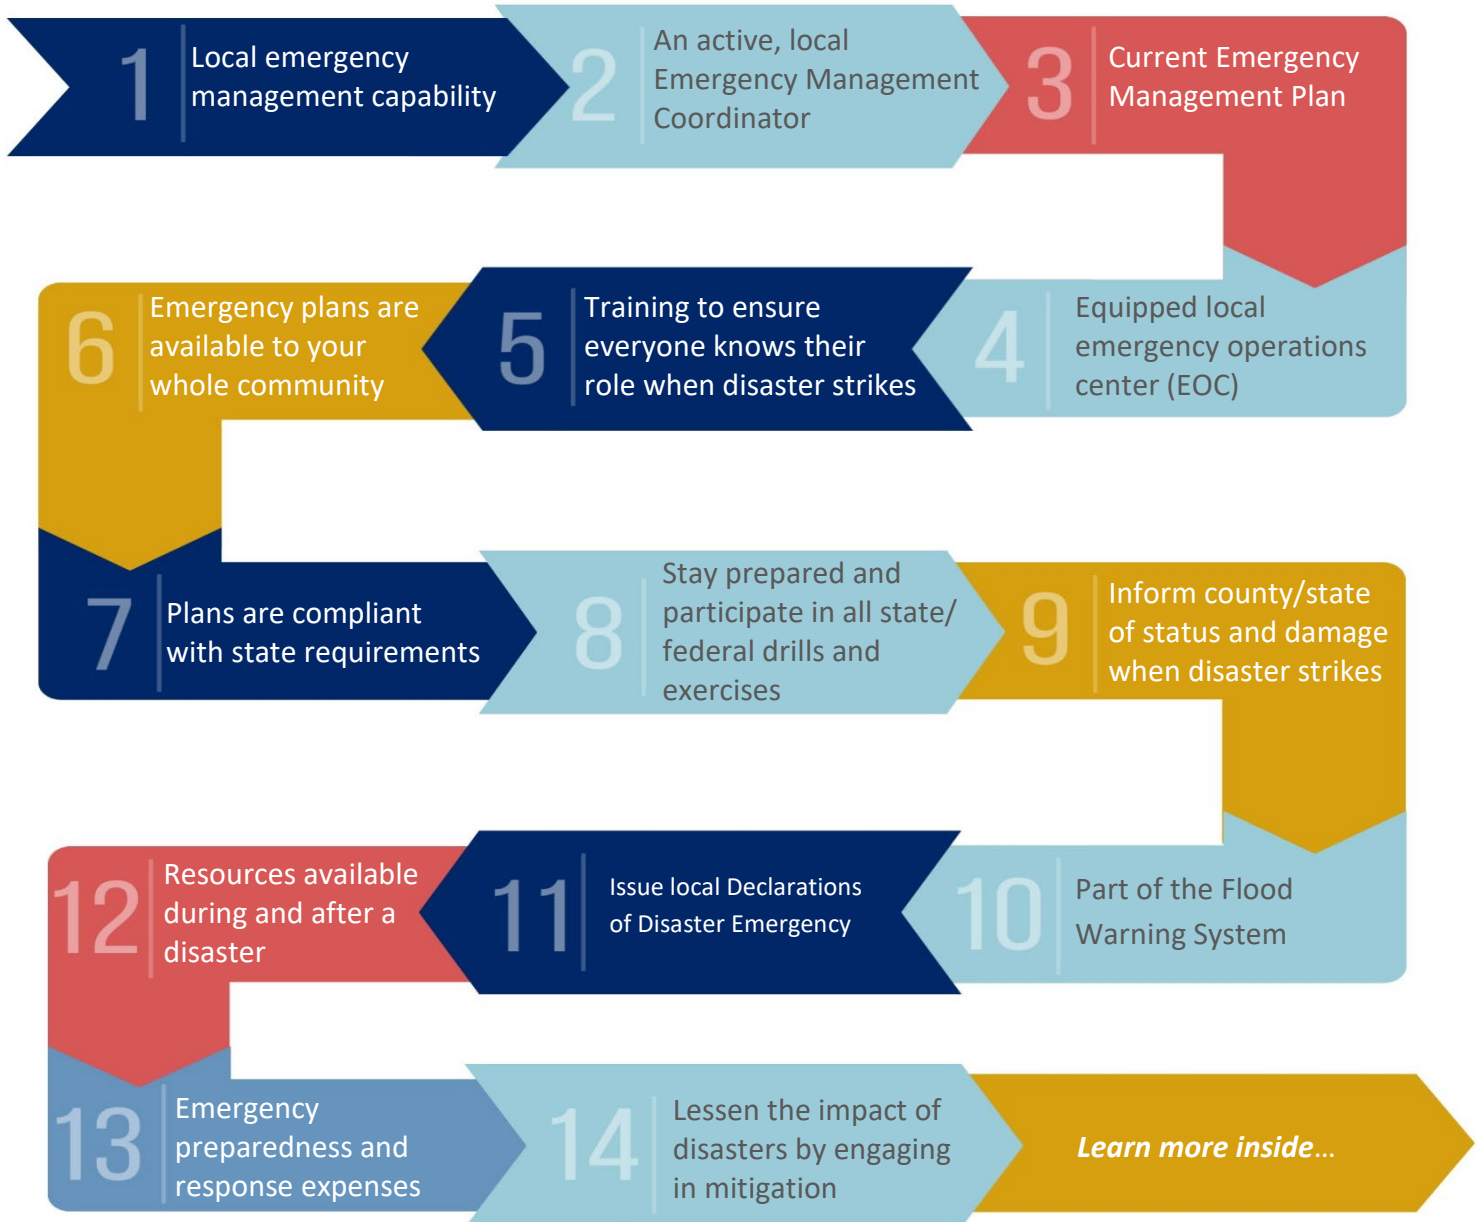 1
Local emergency
management capability
2
An active, local
Emergency Management
Coordinator
3
Current Emergency
Management Plan
4
Equipped local
emergency operations
center (EOC)
5
Training to ensure
everyone knows their
role when disaster strikes
6
Emergency plans are
available to your
whole community
7
Plans are compliant
with state requirements
8
Stay prepared and
participate in all state/
federal drills and
exercises
9
Inform county/state
of status and damage
when disaster strikes
10
Part of the Flood
Warning System
11
Issue local Declarations
of Disaster Emergency
12
Resources available
during and after a
disaster
13
Emergency
preparedness and
response expenses
14
Lessen the impact of
disasters by engaging
in mitigation
Learn more inside…